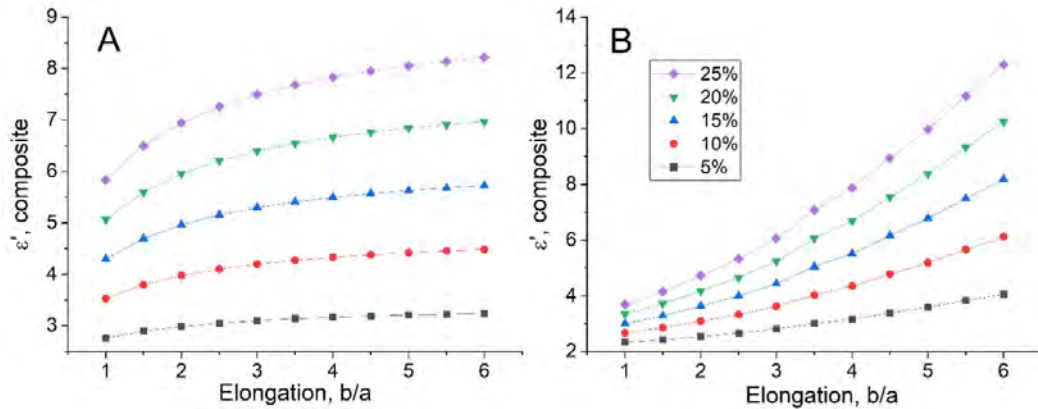 A
9
8
7
6
5
4
3
ε', composite
1 2 3 4 5 6
Elongation, b/a
B
14
12
10
8
6
4
2
ε', composite
25%
20%
15%
10%
5%
1 2 3 4 5 6
Elongation, b/a